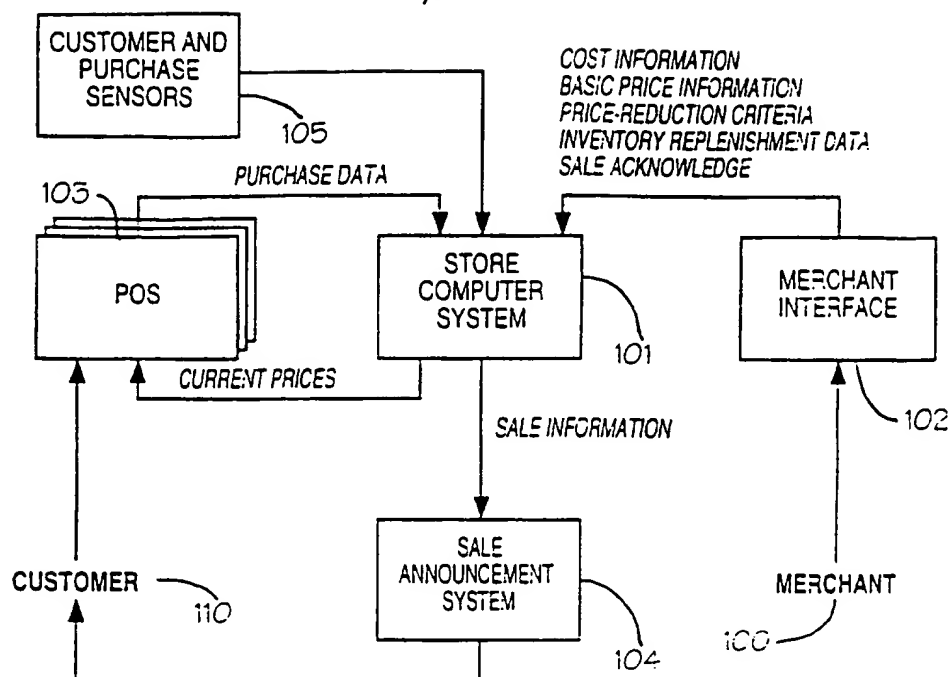 CUSTOMER AND
PURCHASE
SENSORS
105
COST INFORMATION
BASIC PRICE INFORMATION
PRICE-REDUCTION CRITERIA
INVENTORY REPLENISHMENT DATA
SALE ACKNOWLEDGE
PURCHASE DATA
103
POS
STORE
COMPUTER
SYSTEM
101
MERCHANT
INTERFACE
102
CURRENT PRICES
SALE INFORMATION
CUSTOMER
110
SALE
ANNOUNCEMENT
SYSTEM
104
MERCHANT
100